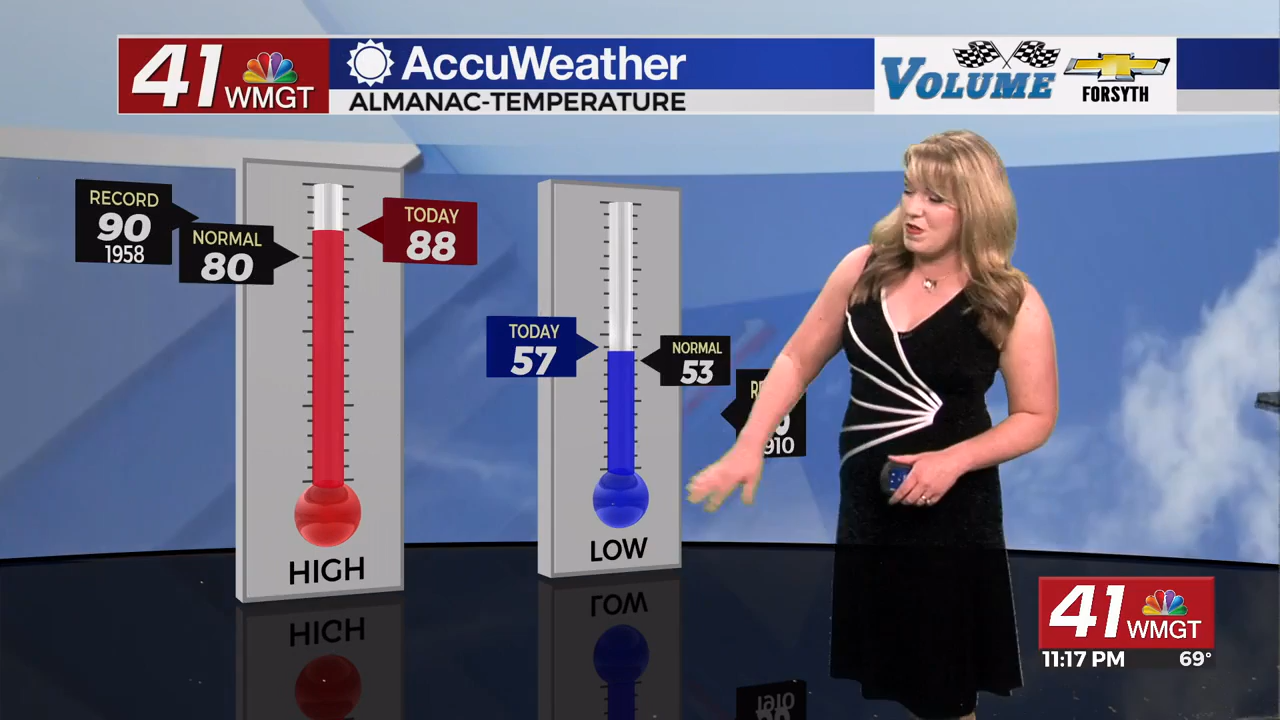 41 WMGT
AccuWeather
ALMANAC-TEMPERATURE
VOLUME
FORSYTH
RECORD
90
1958
NORMAL
80
TODAY
88
HIGH
TODAY
57
NORMAL
53
LOW
41 WMGT
11:17 PM 69°